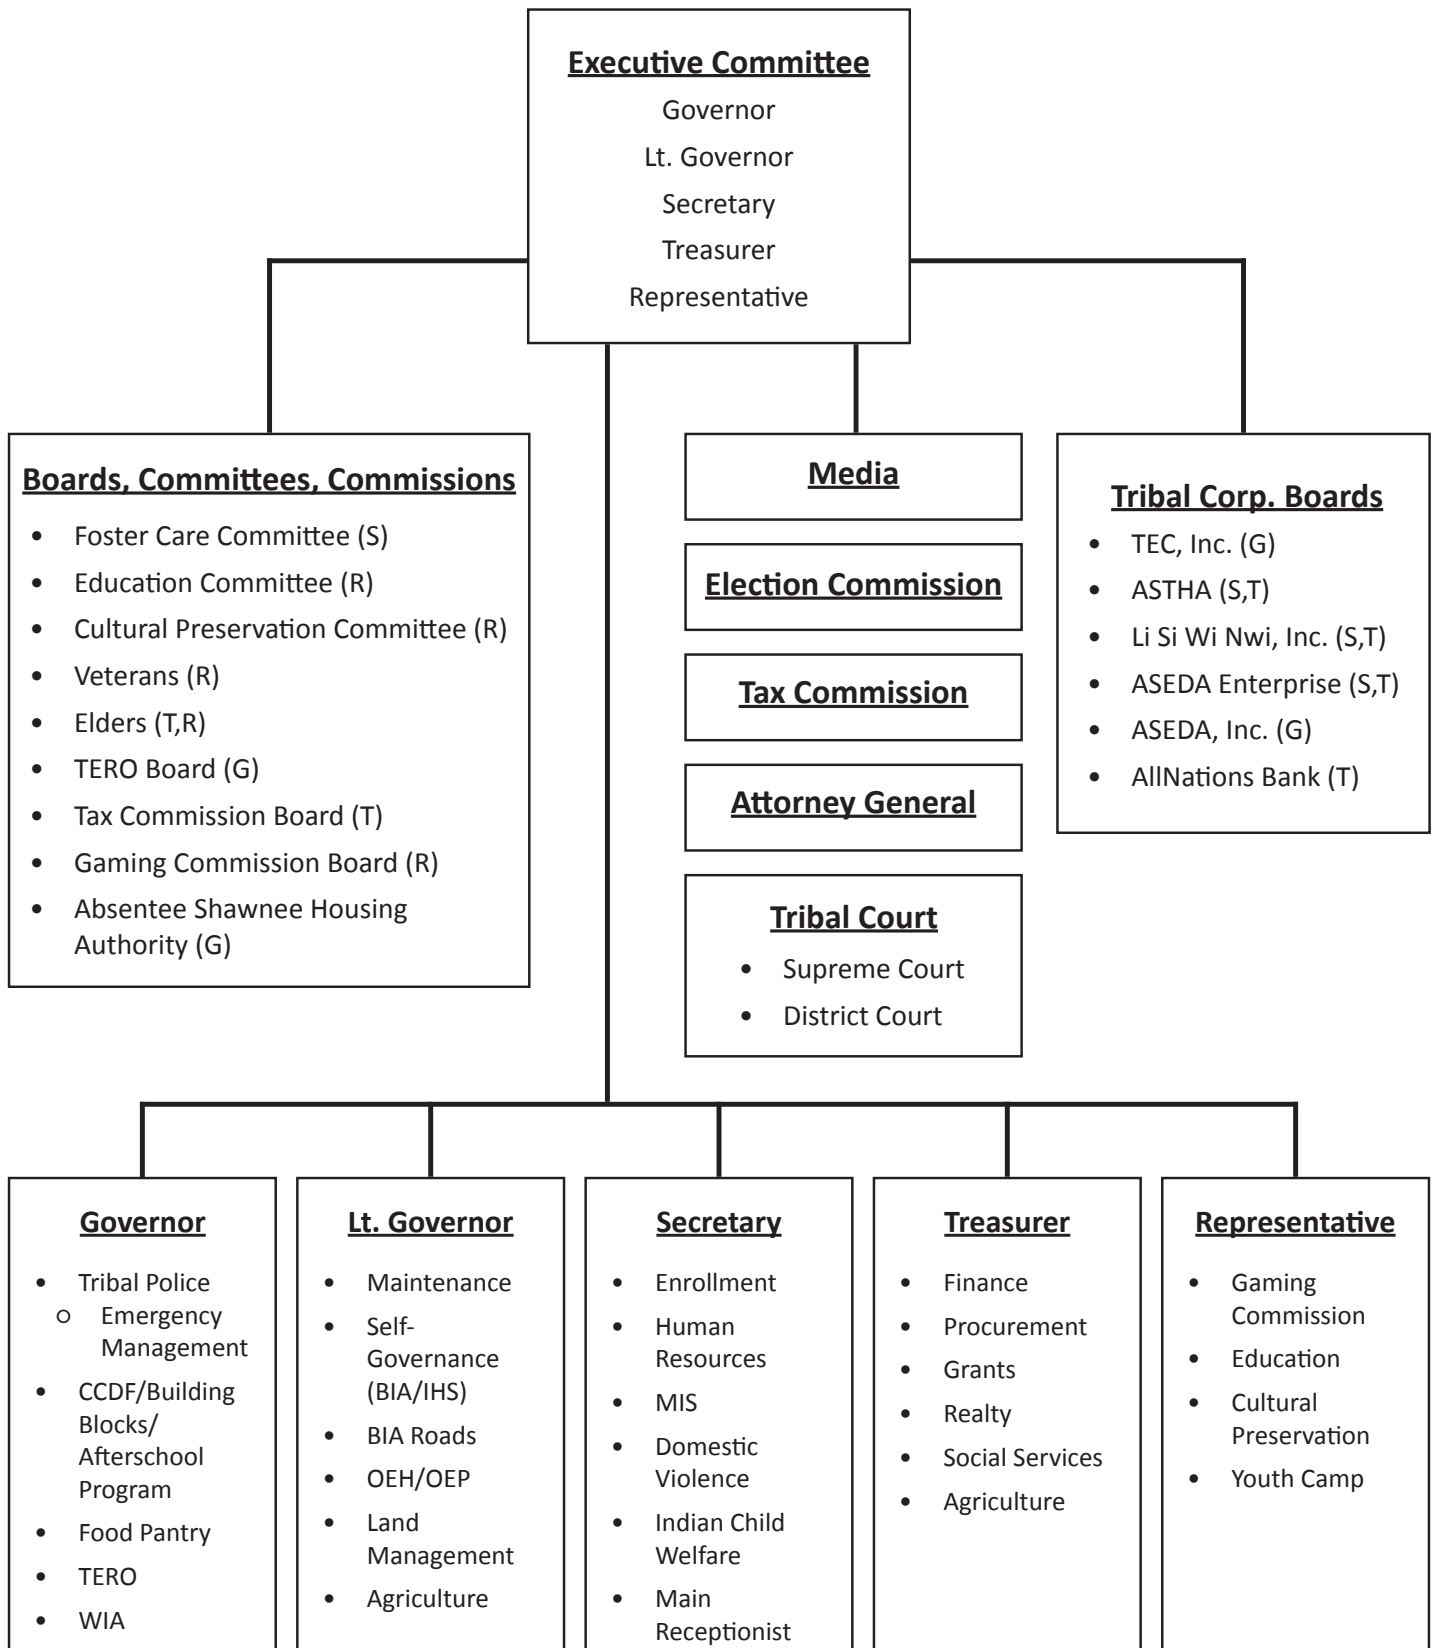 Executive Committee
Governor
Lt. Governor
Secretary
Treasurer
Representative
Boards, Committees, Commissions
• Foster Care Committee (S)
• Education Committee (R)
• Cultural Preservation Committee (R)
• Veterans (R)
• Elders (T,R)
• TERO Board (G)
• Tax Commission Board (T)
• Gaming Commission Board (R)
• Absentee Shawnee Housing
Authority (G)
Media
Election Commission
Tax Commission
Attorney General
Tribal Court
• Supreme Court
• District Court
Tribal Corp. Boards
• TEC, Inc. (G)
• ASTHA (S,T)
• Li Si Wi Nwi, Inc. (S,T)
• ASEDA Enterprise (S,T)
• ASEDA, Inc. (G)
• AllNations Bank (T)
Governor
• Tribal Police
o Emergency
Management
• CCDF/Building
Blocks/
Afterschool
Program
• Food Pantry
• TERO
• WIA
Lt. Governor
• Maintenance
• Self-
Governance
(BIA/IHS)
• BIA Roads
• OEH/OEP
• Land
Management
• Agriculture
Secretary
• Enrollment
• Human
Resources
• MIS
• Domestic
Violence
• Indian Child
Welfare
• Main
Receptionist
Treasurer
• Finance
• Procurement
• Grants
• Realty
• Social Services
• Agriculture
Representative
• Gaming
Commission
• Education
• Cultural
Preservation
• Youth Camp